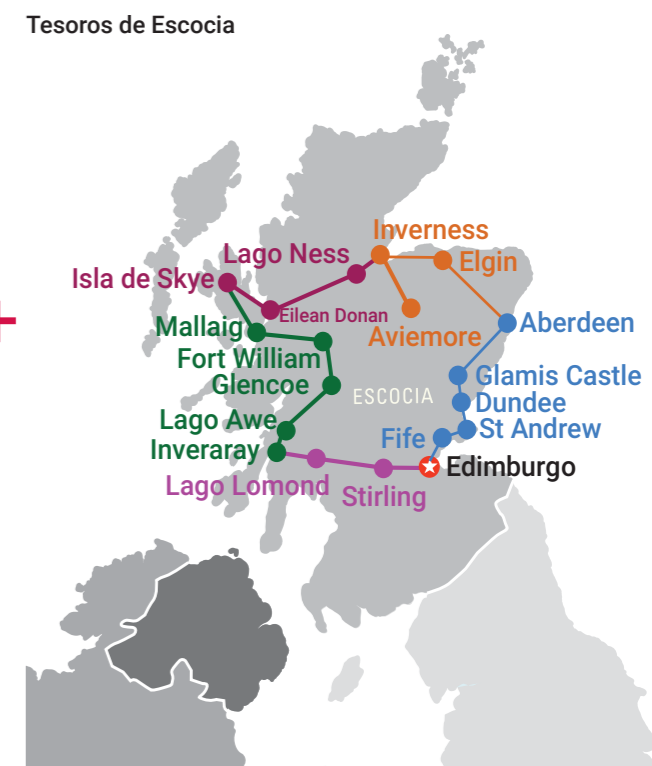 Tesoros de Escocia
Inverness
Lago Ness
Elgin
Isla de Skye
Eilean Donan
Mallaig
Aviemore
Aberdeen
Fort William
Glencoe
Glamis Castle
ESCOCIA
Dundee
Lago Awe
St Andrew
Fife
Inveraray
Edimburgo
Lago Lomond
Stirling